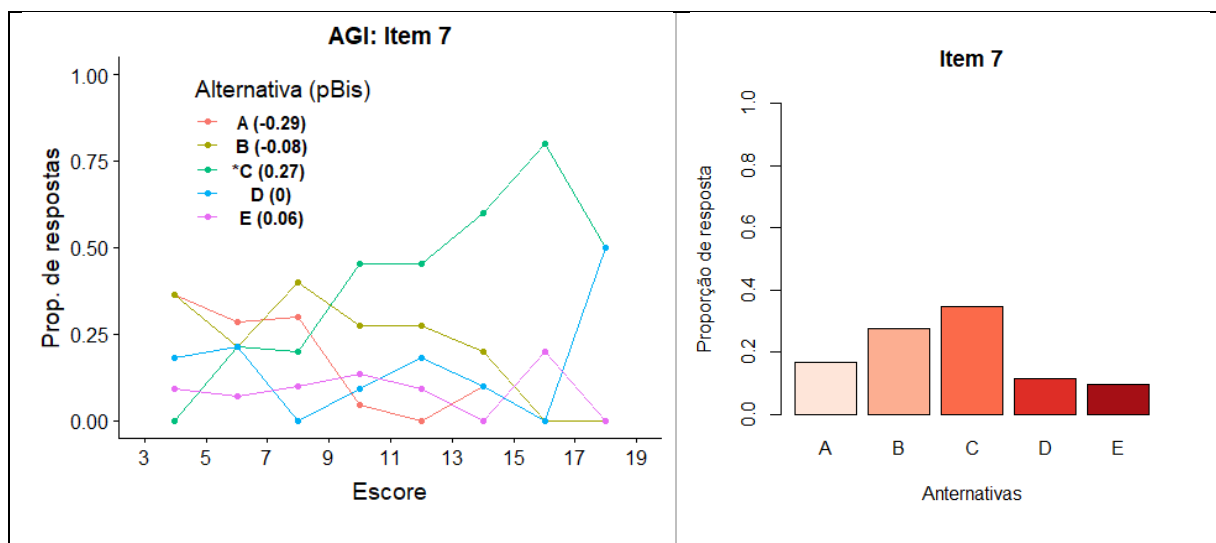 AGI: Item 7
Alternativa (pBis)
A (-0.29)
B (-0.08)
*C (0.27)
D (0)
E (0.06)
Prop. de respostas
1.00
0.75
0.50
0.25
0.00
3 5 7 9 11 13 15 17 19
Escore
Item 7
Proporção de resposta
1.0
0.8
0.6
0.4
0.2
0.0
A B C D E
Anternativas